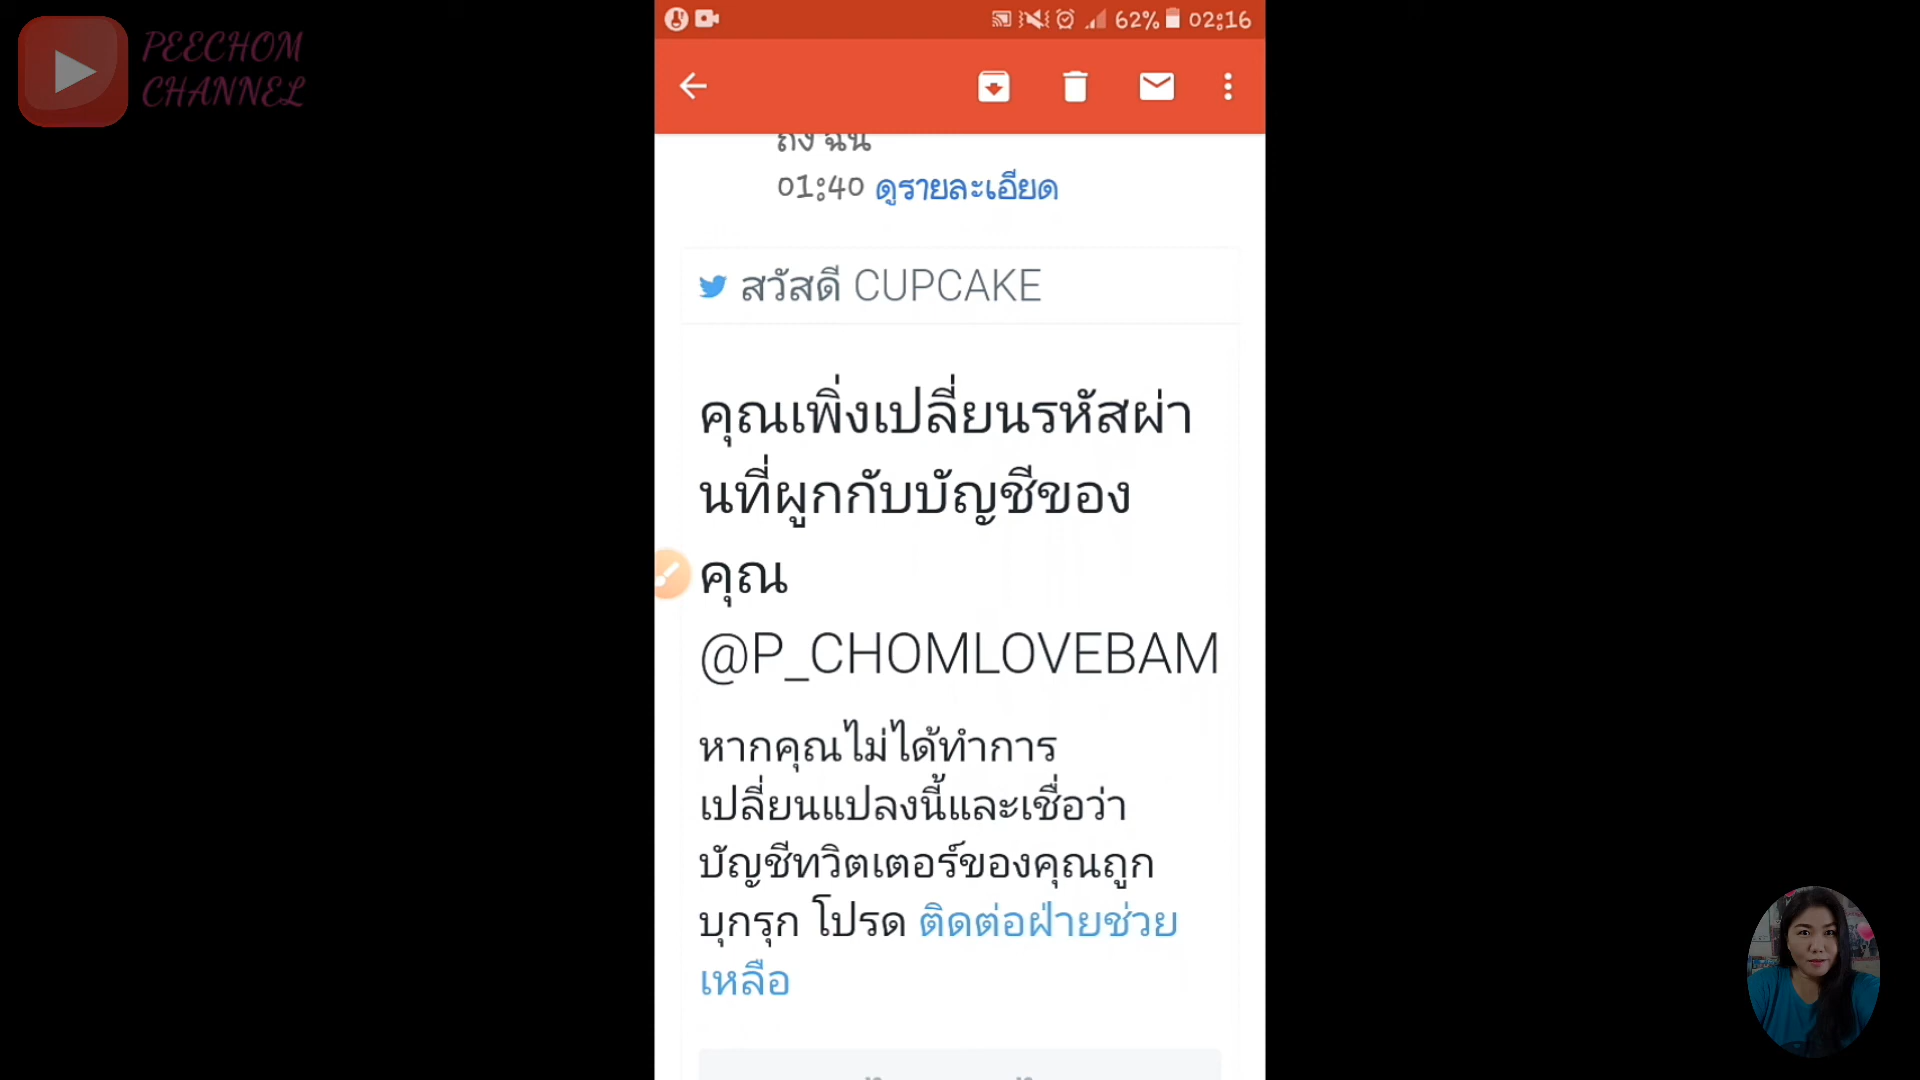 PEECHOM
CHANNEL
62% 02:16
ถึง ฉัน
01:40 ดูรายละเอียด
สวัสดี CUPCAKE
คุณเพิ่งเปลี่ยนรหัสผ่า
นที่ผูกกับบัญชีของ
คุณ
@P_CHOMLOVEBAM
หากคุณไม่ได้ทำการ
เปลี่ยนแปลงนี้และเชื่อว่า
บัญชีทวิตเตอร์ของคุณถูก
บุกรุก โปรด ติดต่อฝ่ายช่วย
เหลือ